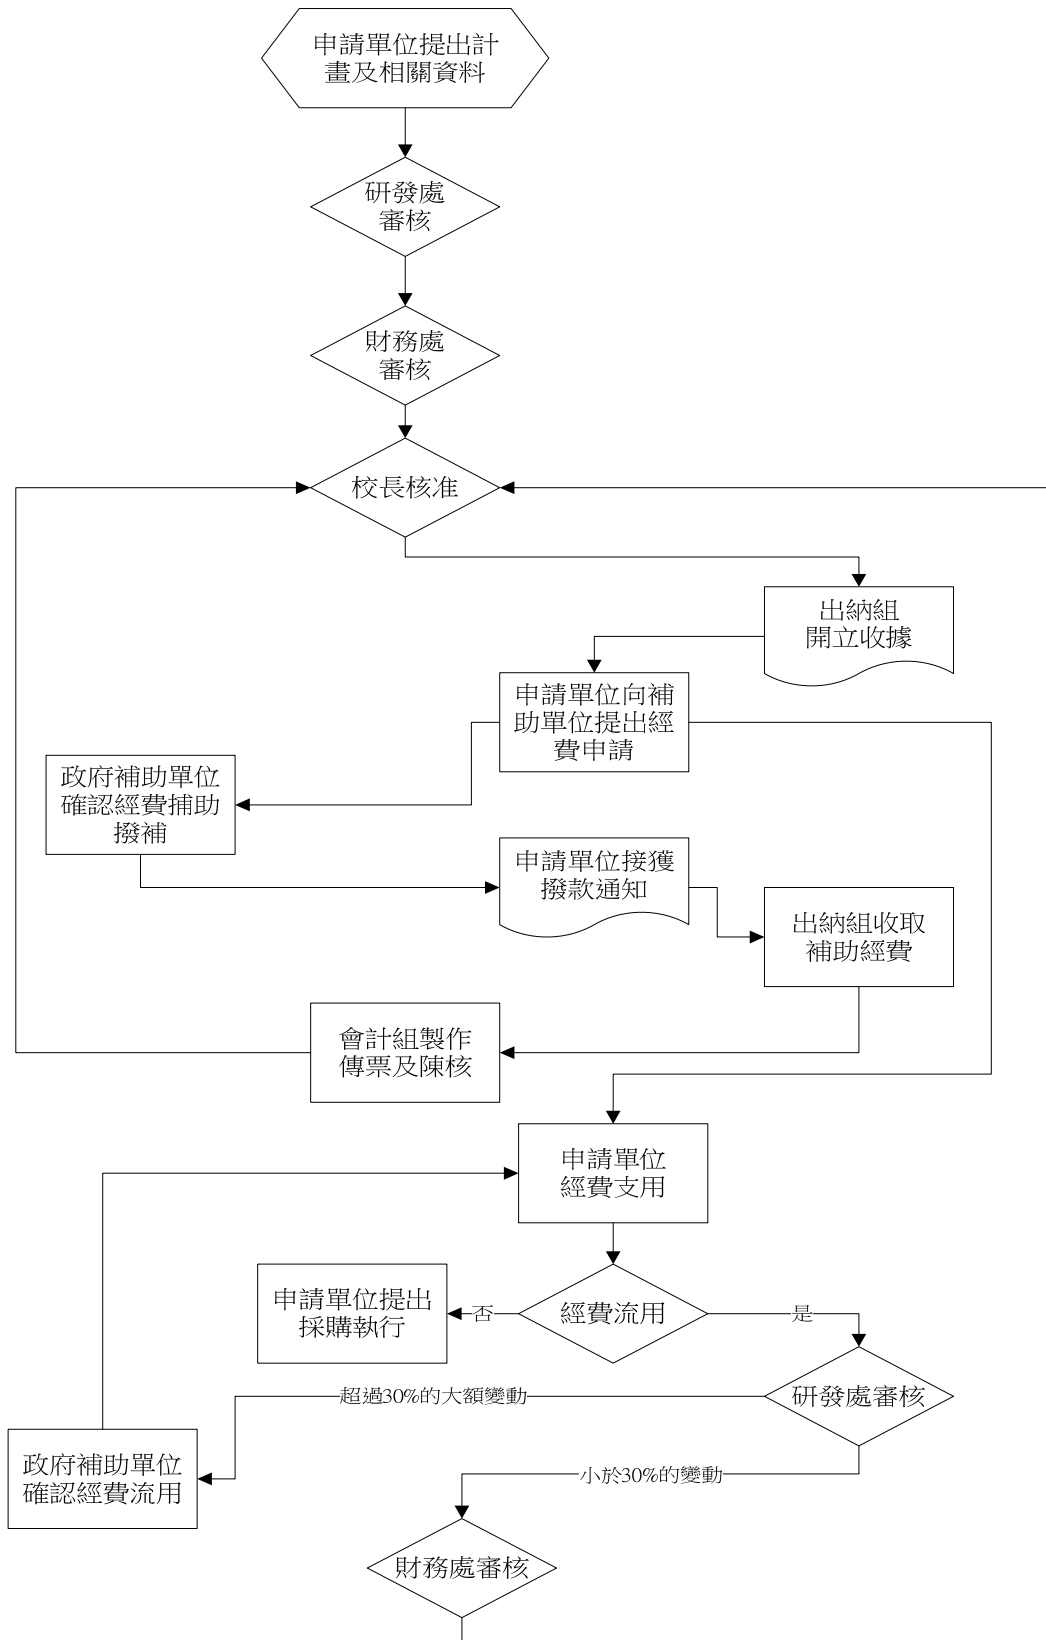 申請單位提出計
畫及相關資料
研發處
審核
財務處
審核
校長核准
出納組
開立收據
申請單位向補
助單位提出經
費申請
政府補助單位
確認經費捕助
撥補
申請單位接獲
撥款通知
出納組收取
補助經費
會計組製作
傳票及陳核
申請單位
經費支用
申請單位提出
採購執行
否
經費流用
是
研發處審核
超過30%的大額變動
政府補助單位
確認經費流用
小於30%的變動
財務處審核